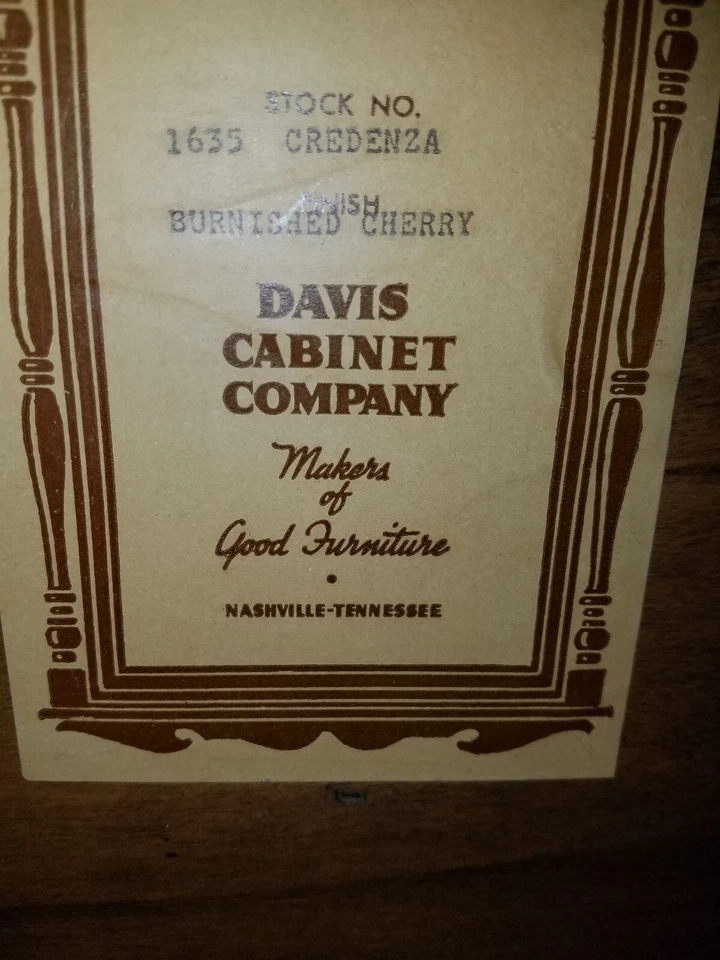 STOCK NO.
1635 CREDENZA
FINISH
BURNISHED CHERRY
DAVIS
CABINET
COMPANY
Makers
of
Good Furniture
•
NASHVILLE-TENNESSEE